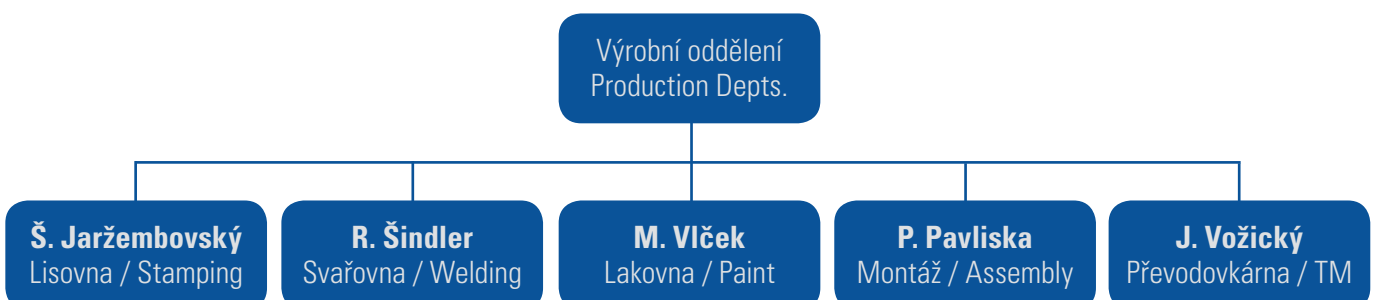 Výrobní oddělení
Production Depts.
Š. Jaržembovský
Lisovna / Stamping
R. Šindler
Svařovna / Welding
M. Vlček
Lakovna / Paint
P. Pavliska
Montáž / Assembly
J. Vožický
Převodovkárna / TM